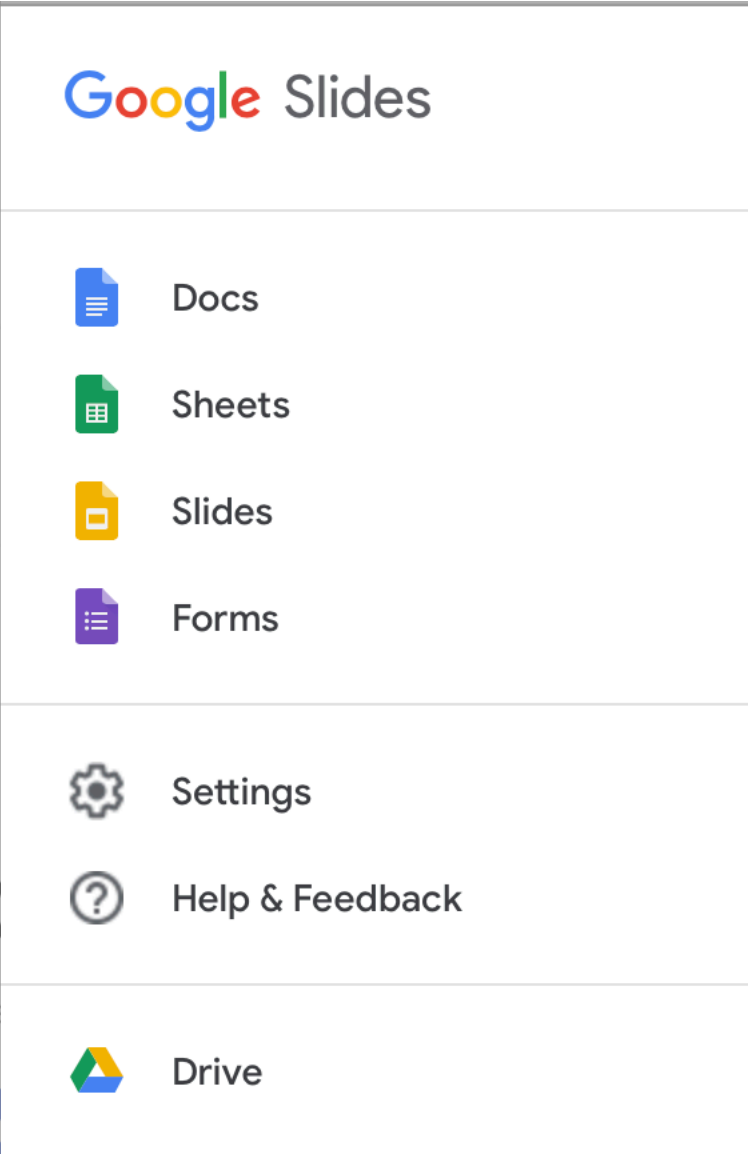 Google Slides
Docs
Sheets
Slides
Forms
Settings
Help & Feedback
Drive